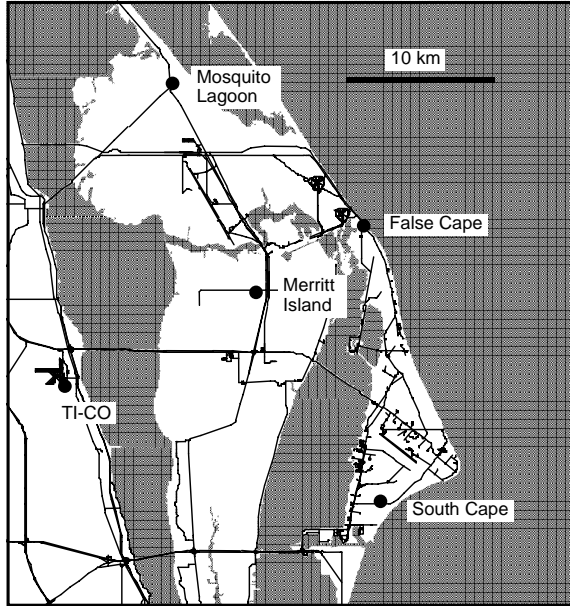 10 km
Mosquito
Lagoon
False Cape
Merritt
Island
TI-CO
South Cape